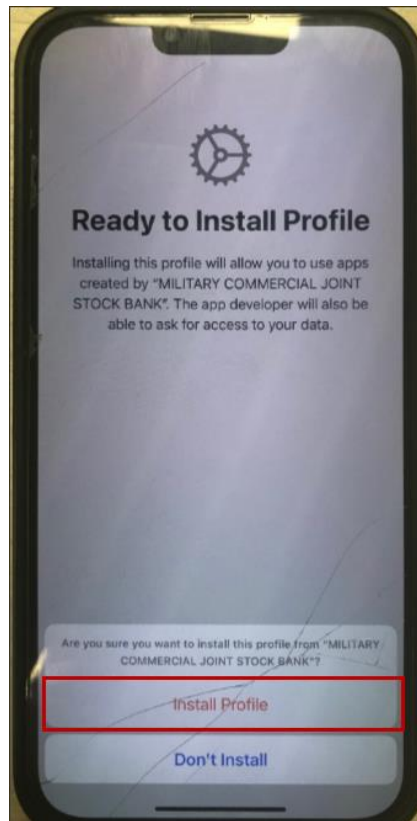 Ready to Install Profile
Installing this profile will allow you to use apps
created by "MILITARY COMMERCIAL JOINT
STOCK BANK". The app developer will also be
able to ask for access to your data.
Are you sure you want to install this profile from "MILITARY
COMMERCIAL JOINT STOCK BANK"?
Install Profile
Don't Install